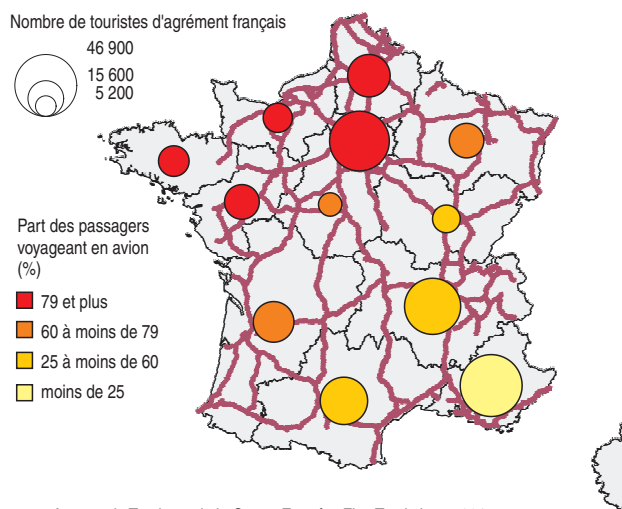 Nombre de touristes d'agrément français
46 900
15 600
5 200
Part des passagers
voyageant en avion
(%)
79 et plus
60 à moins de 79
25 à moins de 60
moins de 25